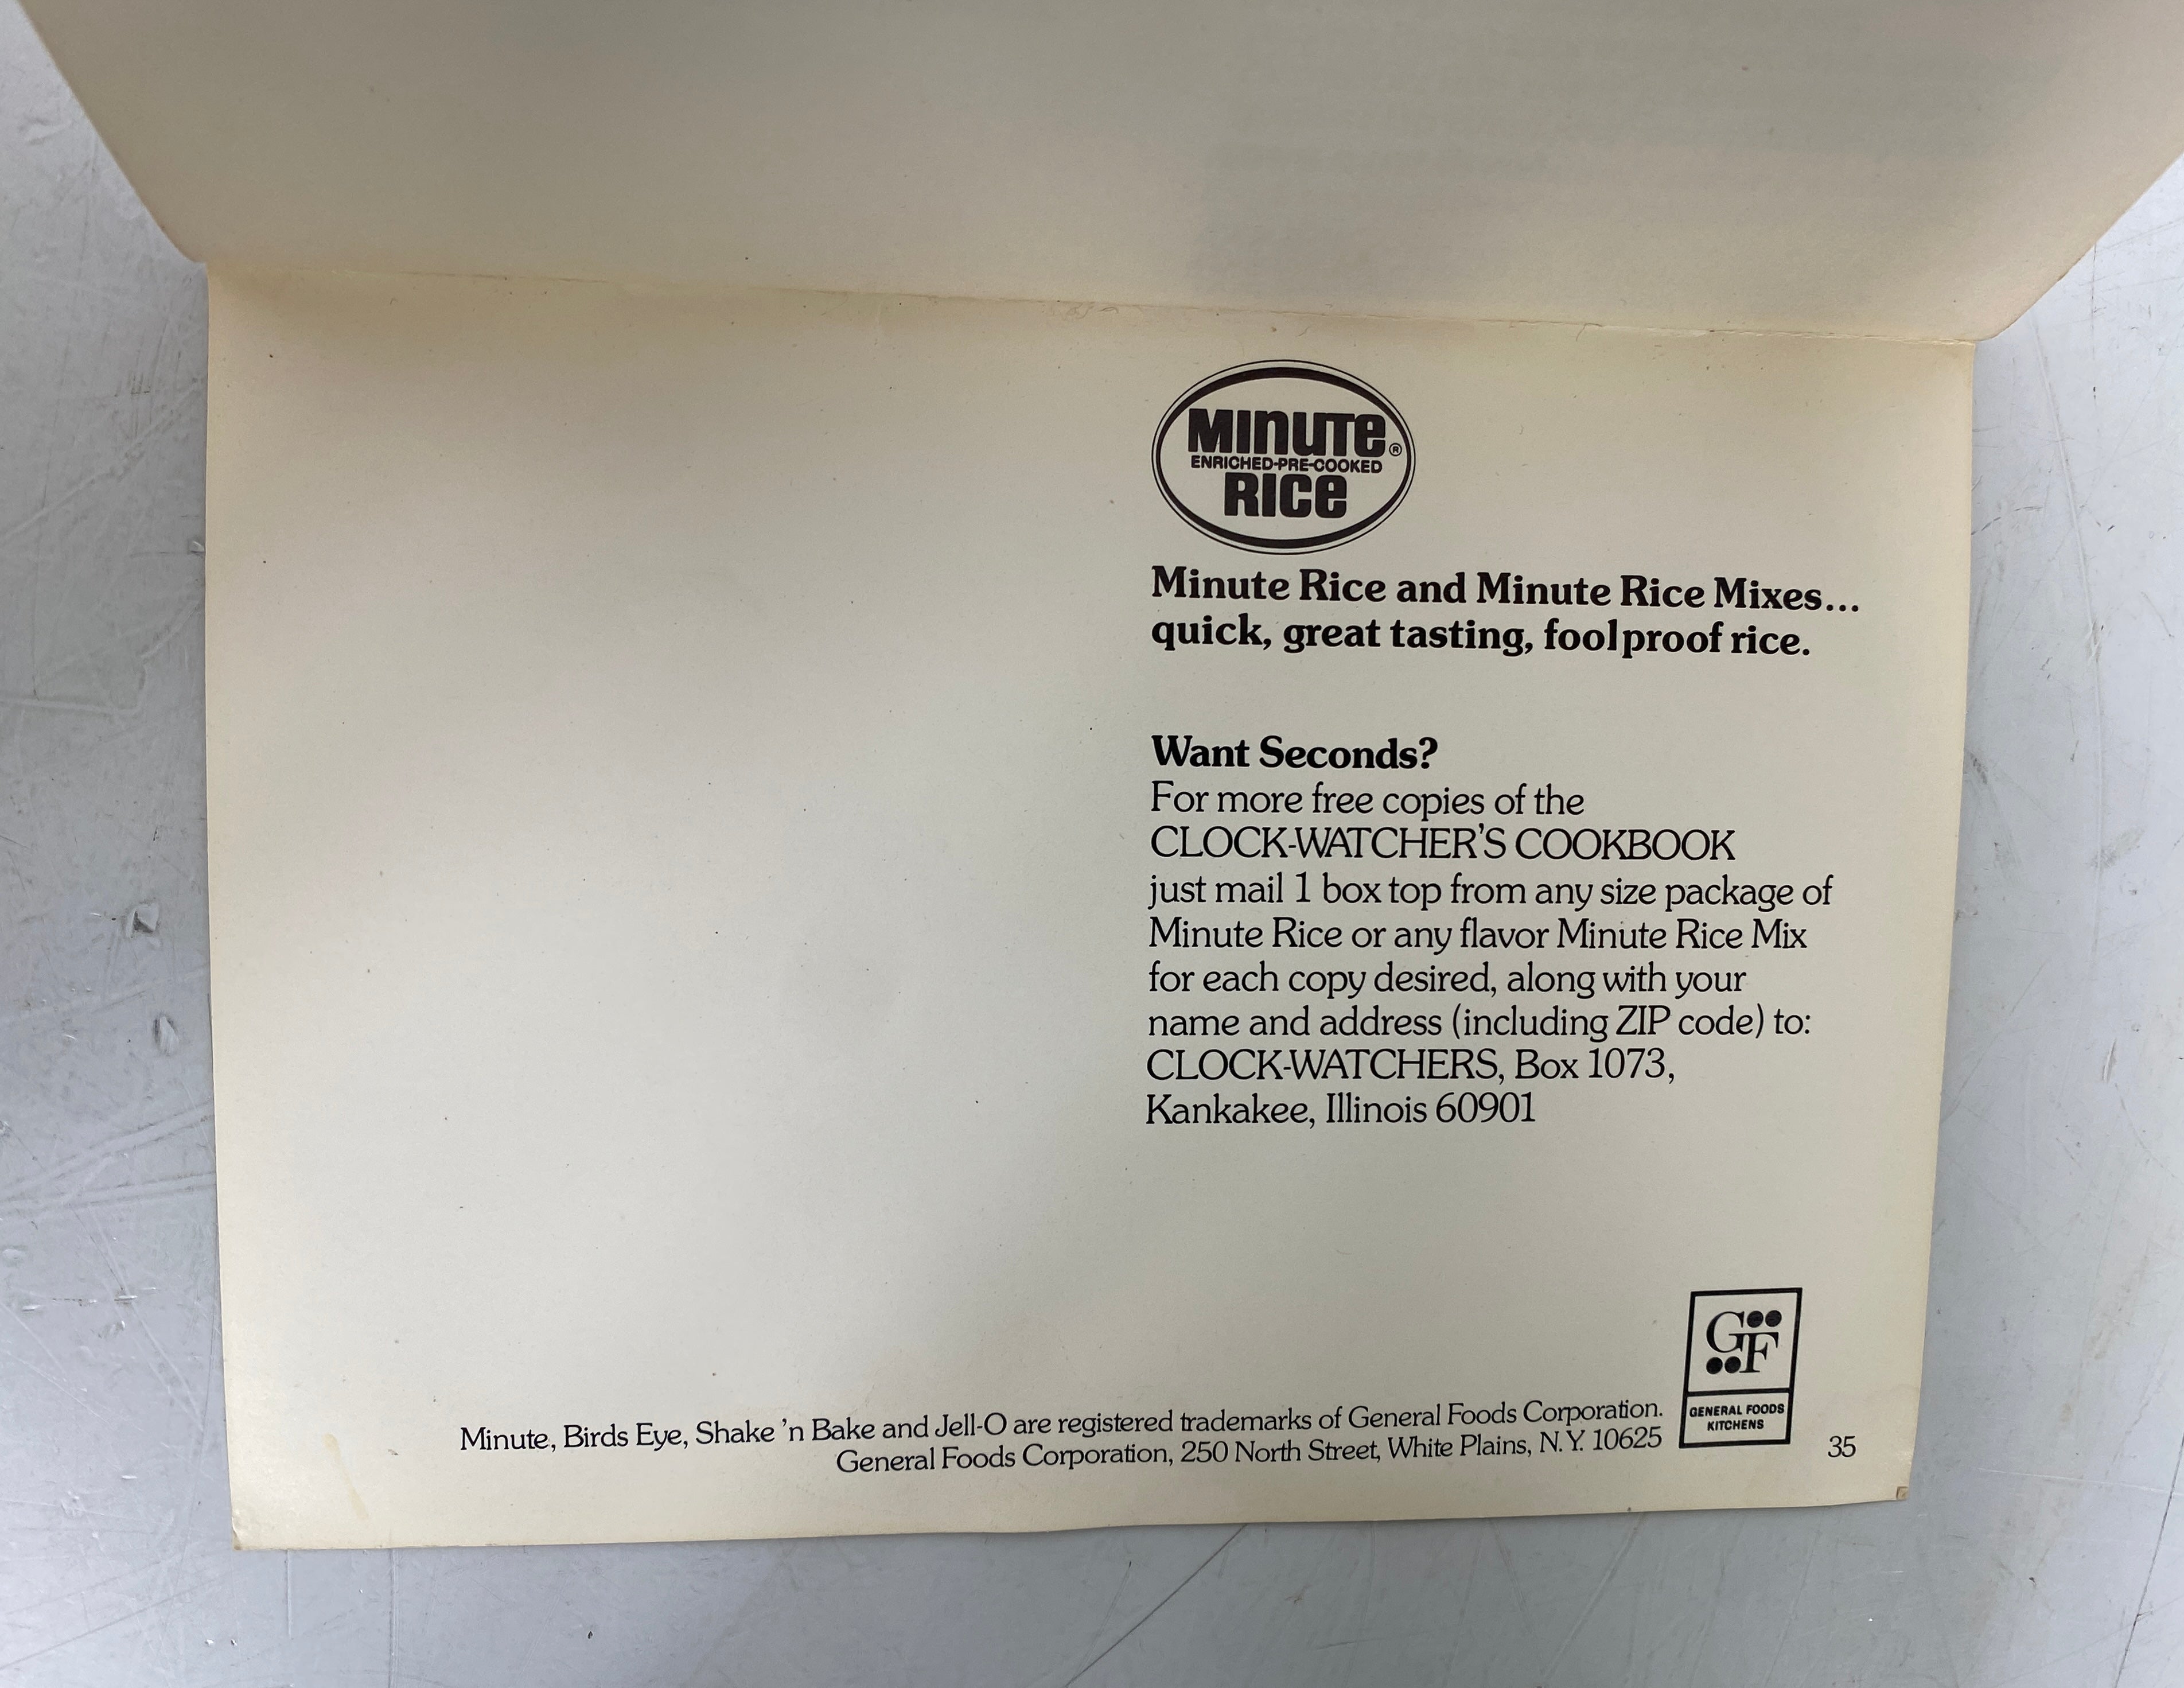 MINUTE®
ENRICHED-PRE-COOKED
RICE
Minute Rice and Minute Rice Mixes...
quick, great tasting, foolproof rice.
Want Seconds?
For more free copies of the
CLOCK-WATCHER'S COOKBOOK
just mail 1 box top from any size package of
Minute Rice or any flavor Minute Rice Mix
for each copy desired, along with your
name and address (including ZIP code) to:
CLOCK-WATCHERS, Box 1073,
Kankakee, Illinois 60901
GF
GENERAL FOODS
KITCHENS
Minute, Birds Eye, Shake 'n Bake and Jell-O are registered trademarks of General Foods Corporation.
General Foods Corporation, 250 North Street, White Plains, N.Y. 10625
35